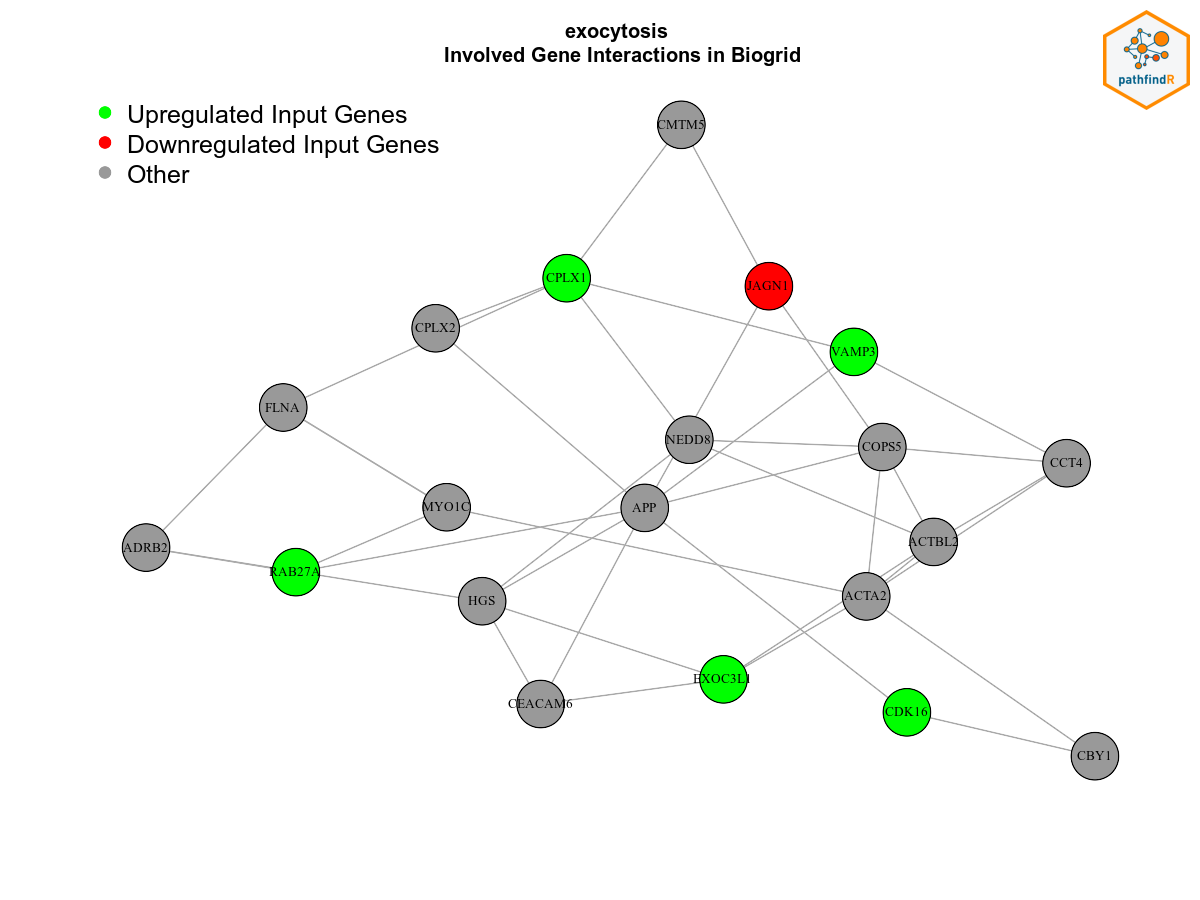 exocytosis
Involved Gene Interactions in Biogrid
pathfindR
Upregulated Input Genes
Downregulated Input Genes
Other
CMTM5
CPLX1
JAGN1
CPLX2
VAMP3
FLNA
NEDD8
COPS5
CCT4
MYO1C
APP
ADRB2
ACTBL2
RAB27A
HGS
ACTA2
EXOC3L1
CEACAM6
CDK16
CBY1